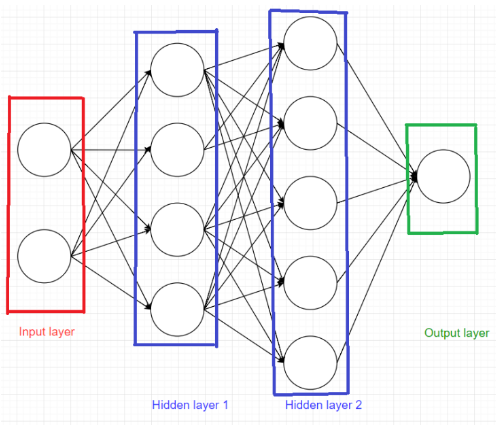 Input layer
Hidden layer 1
Hidden layer 2
Output layer